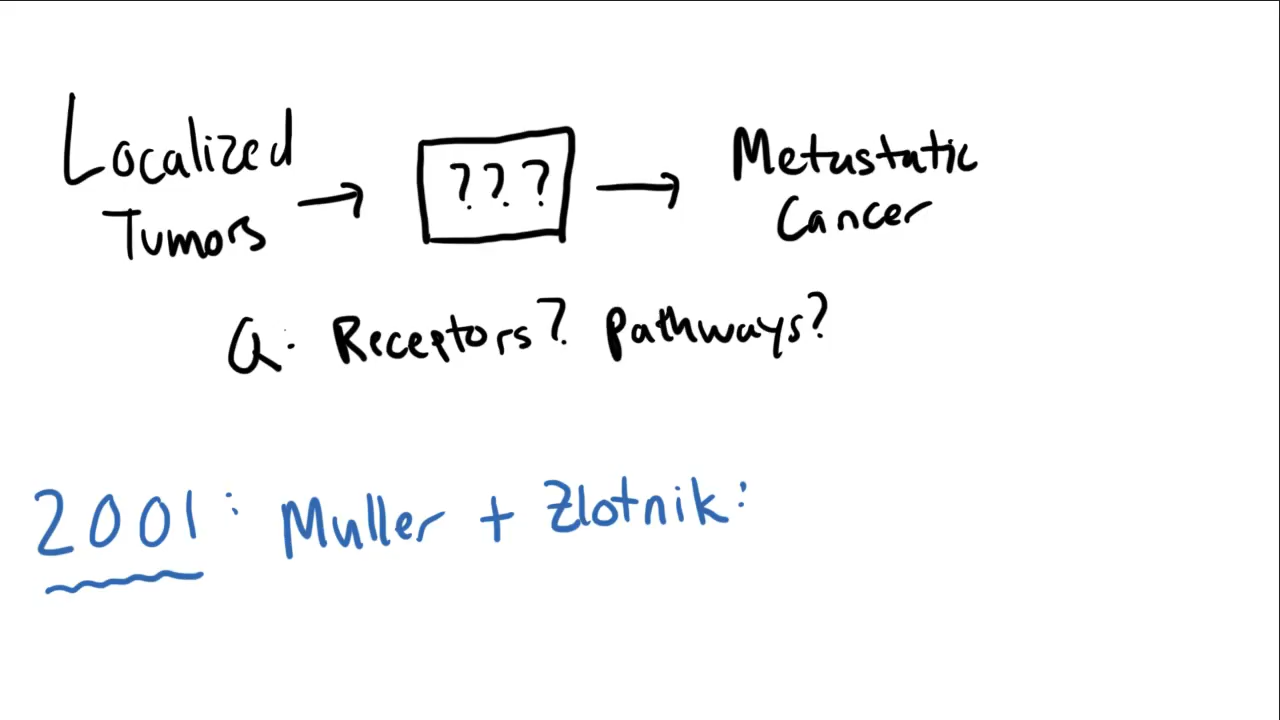 Localized
Tumors → ??? → Metastatic
Cancer
Q: Receptors? Pathways?
2001: Muller + Zlotnik: